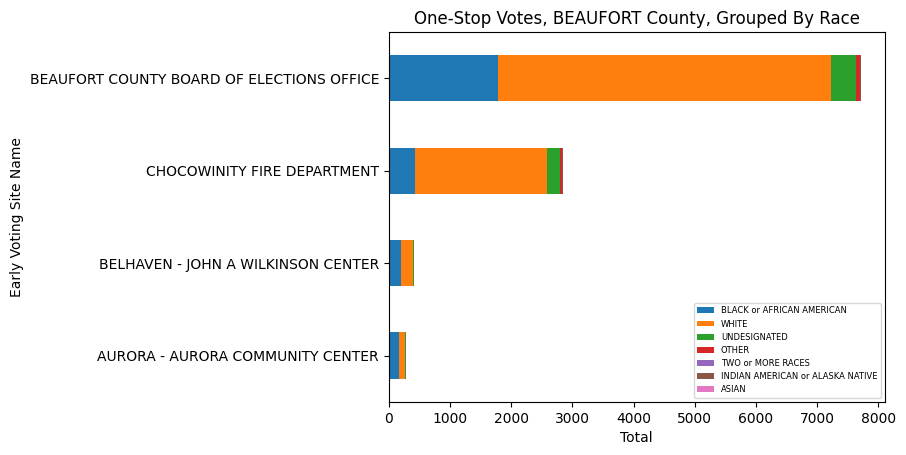 One-Stop Votes, BEAUFORT County, Grouped By Race
Early Voting Site Name
BEAUFORT COUNTY BOARD OF ELECTIONS OFFICE
CHOCOWINITY FIRE DEPARTMENT
BELHAVEN - JOHN A WILKINSON CENTER
AURORA - AURORA COMMUNITY CENTER
BLACK or AFRICAN AMERICAN
WHITE
UNDESIGNATED
OTHER
TWO or MORE RACES
INDIAN AMERICAN or ALASKA NATIVE
ASIAN
0 1000 2000 3000 4000 5000 6000 7000 8000
Total